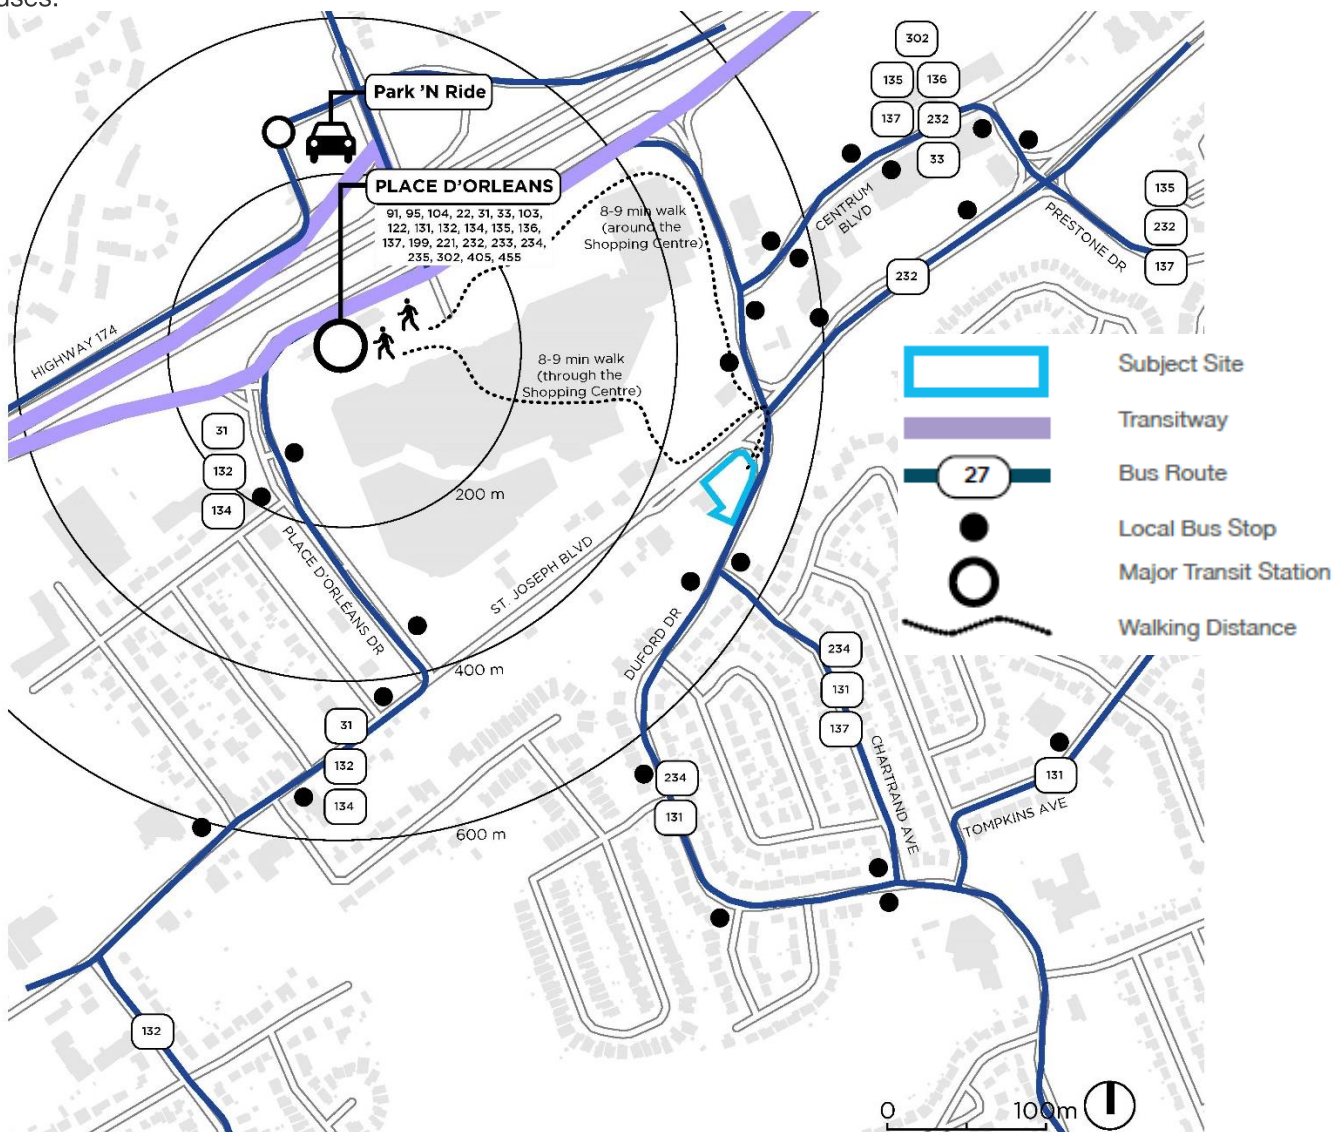 uses.
302
135 136
137 232
33
Park 'N Ride
PLACE D'ORLEANS
91, 95, 104, 22, 31, 33, 103,
122, 131, 132, 134, 135, 136,
137, 199, 221, 232, 233, 234,
235, 302, 405, 455
8-9 min walk
(around the
Shopping Centre)
CENTRUM
BLVD
PRESTONE DR
135
232
137
232
HIGHWAY 174
8-9 min walk
(through the
Shopping Centre)
31
132
134
200 m
PLACE D'ORLÉANS DR
ST. JOSEPH BLVD
400 m
DUFORD DR
31
132
134
600 m
234
131
137
234
131
CHARTRAND AVE
131
TOMPKINS AVE
132
Subject Site
Transitway
27 Bus Route
Local Bus Stop
Major Transit Station
Walking Distance
0 100m